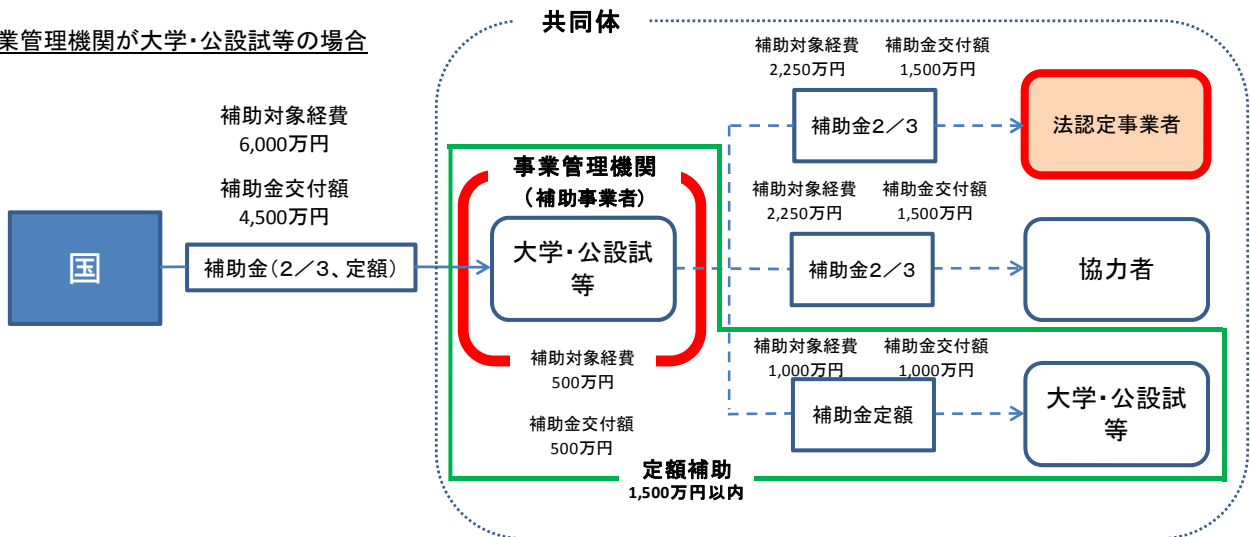 共同体
業管理機関が大学・公設試等の場合
補助対象経費
6,000万円
補助金交付額
4,500万円
国
補助金(2/3、定額)
事業管理機関
(補助事業者)
大学・公設試
等
補助対象経費
500万円
補助金交付額
500万円
補助対象経費
2,250万円
補助金交付額
1,500万円
補助金2/3
法認定事業者
補助対象経費
2,250万円
補助金交付額
1,500万円
補助金2/3
協力者
補助対象経費
1,000万円
補助金交付額
1,000万円
補助金定額
大学・公設試
等
定額補助
1,500万円以内